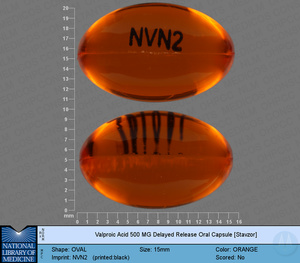 20
19
18
17
16
15
14
13
12
11
10
9
8
7
6
5
4
3
2
1
mm 1 2 3 4 5 6 7 8 9 10 11 12 13 14 15 16
NVN2
Valproic Acid 500 MG Delayed Release Oral Capsule [Stavzor]
NATIONAL
LIBRARY OF
MEDICINE
Shape: OVAL Size: 15mm Color: ORANGE
Imprint: NVN2 (printed:black) Scored: No